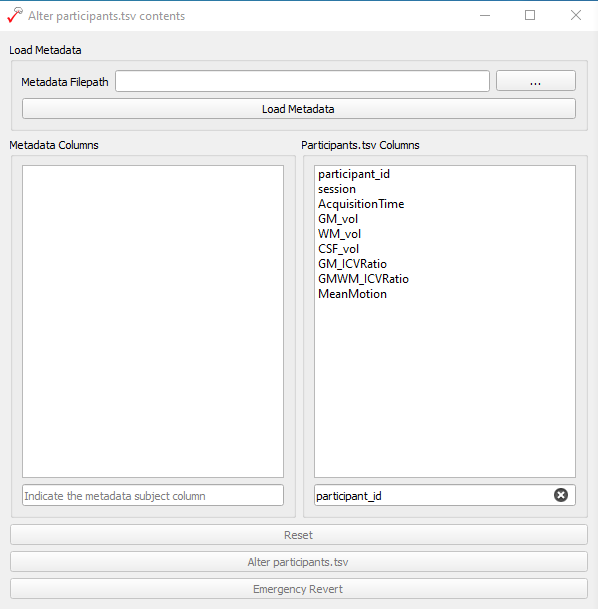 Alter participants.tsv contents
Load Metadata
Metadata Filepath ...
Load Metadata
Metadata Columns
Indicate the metadata subject column
Participants.tsv Columns
participant_id
session
AcquisitionTime
GM_vol
WM_vol
CSF_vol
GM_ICVRatio
GMWM_ICVRatio
MeanMotion
participant_id
Reset
Alter participants.tsv
Emergency Revert